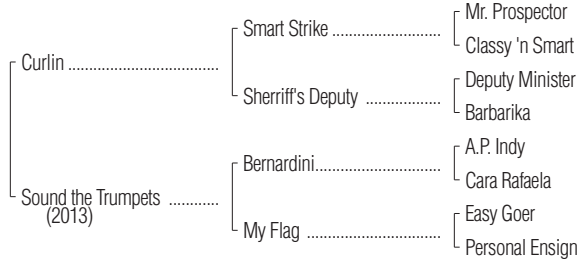 Mr. Prospector
Smart Strike ........................
Classy 'n Smart
Curlin .................................
Deputy Minister
Sherriff's Deputy .................
Barbarika
A.P. Indy
Bernardini............................
Cara Rafaela
Sound the Trumpets ...........
(2013)
Easy Goer
My Flag ..............................
Personal Ensign